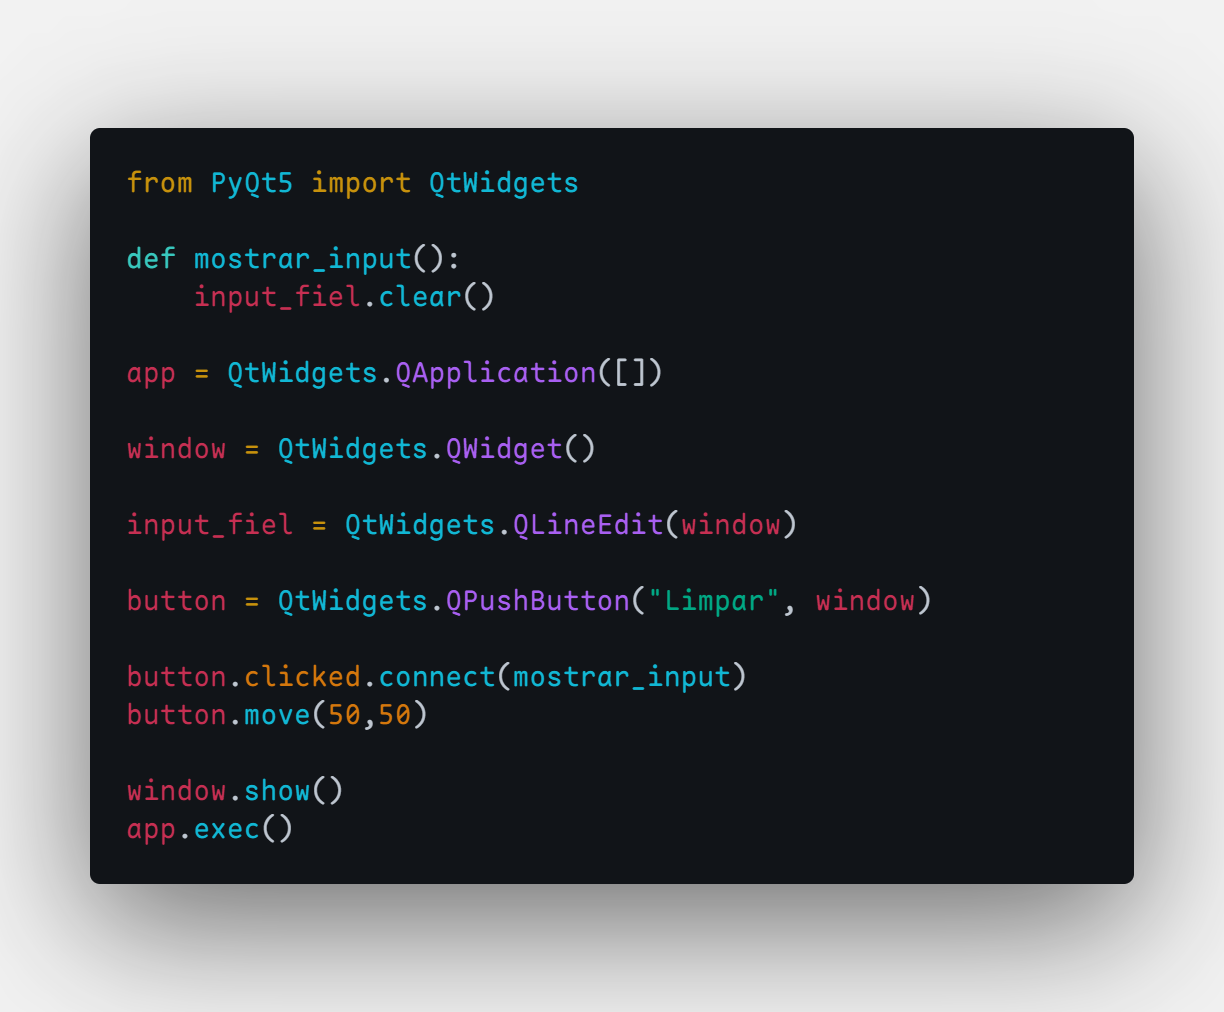 from PyQt5 import QtWidgets
def mostrar_input():
    input_fiel.clear()
app = QtWidgets.QApplication([])
window = QtWidgets.QWidget()
input_fiel = QtWidgets.QLineEdit(window)
button = QtWidgets.QPushButton("Limpar", window)
button.clicked.connect(mostrar_input)
button.move(50,50)
window.show()
app.exec()